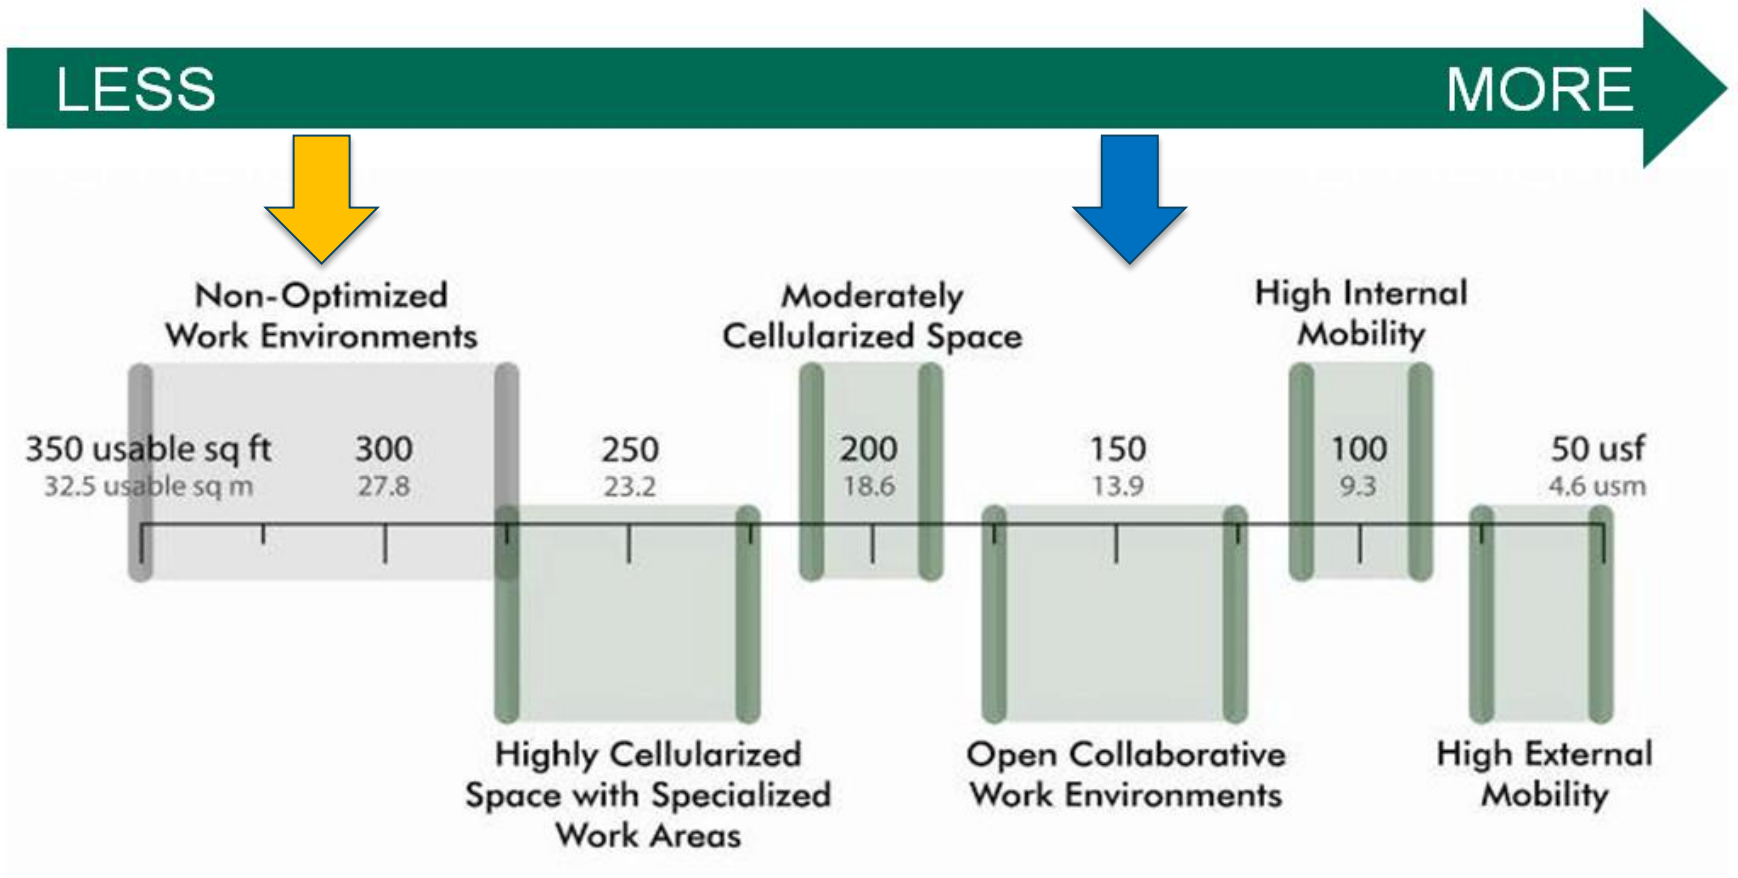 LESS
MORE
Non-Optimized
Work Environments
Moderately
Cellularized Space
High Internal
Mobility
350 usable sq ft
300
250
200
150
100
50 usf
32.5 usable sq m
27.8
23.2
18.6
13.9
9.3
4.6 usm
Highly Cellularized
Space with Specialized
Work Areas
Open Collaborative
Work Environments
High External
Mobility